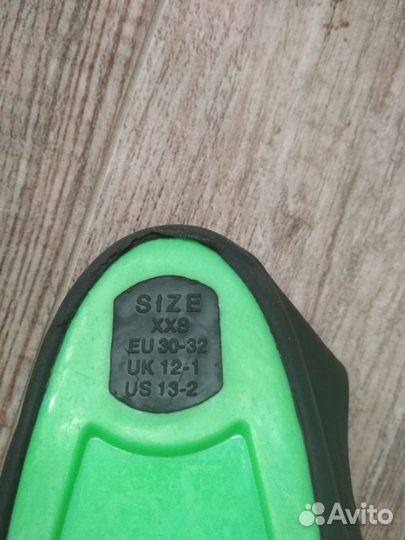 SIZE
XXS
EU 30-32
UK 12-1
US 13-2
Avito